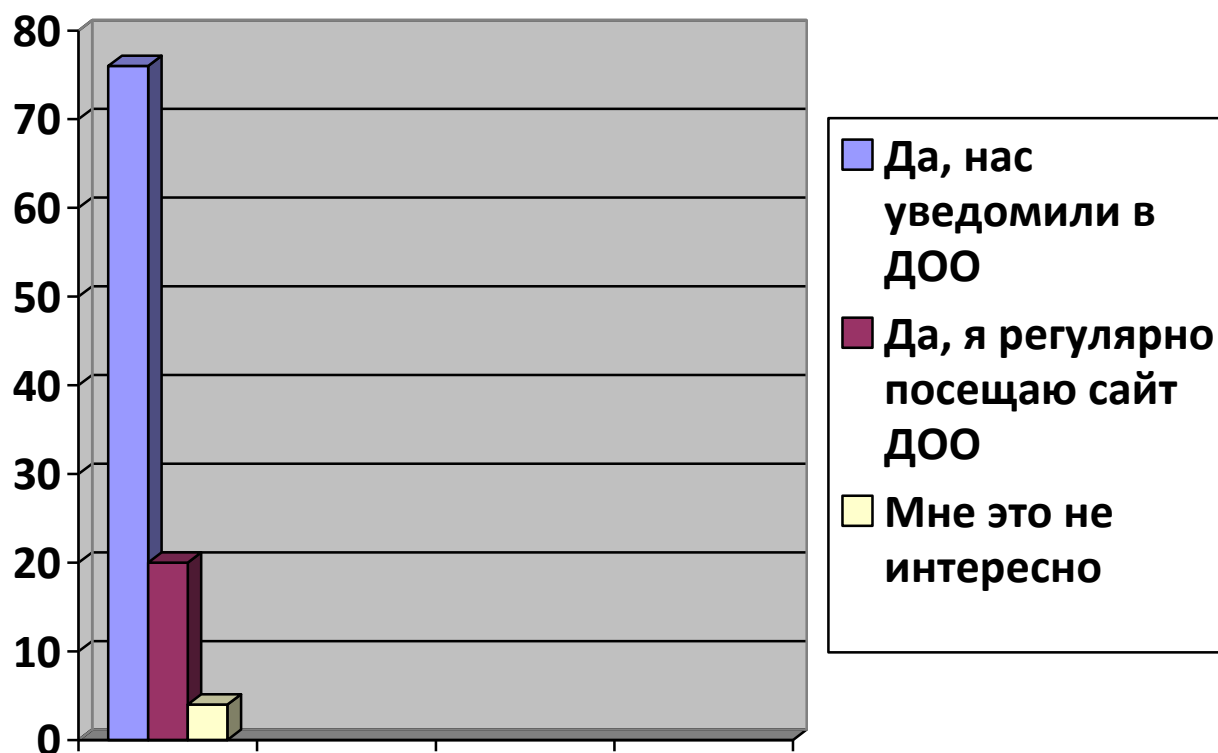 80
70
60
50
40
30
20
10
0
Да, нас
уведомили в
ДОО
Да, я регулярно
посещаю сайт
ДОО
Мне это не
интересно